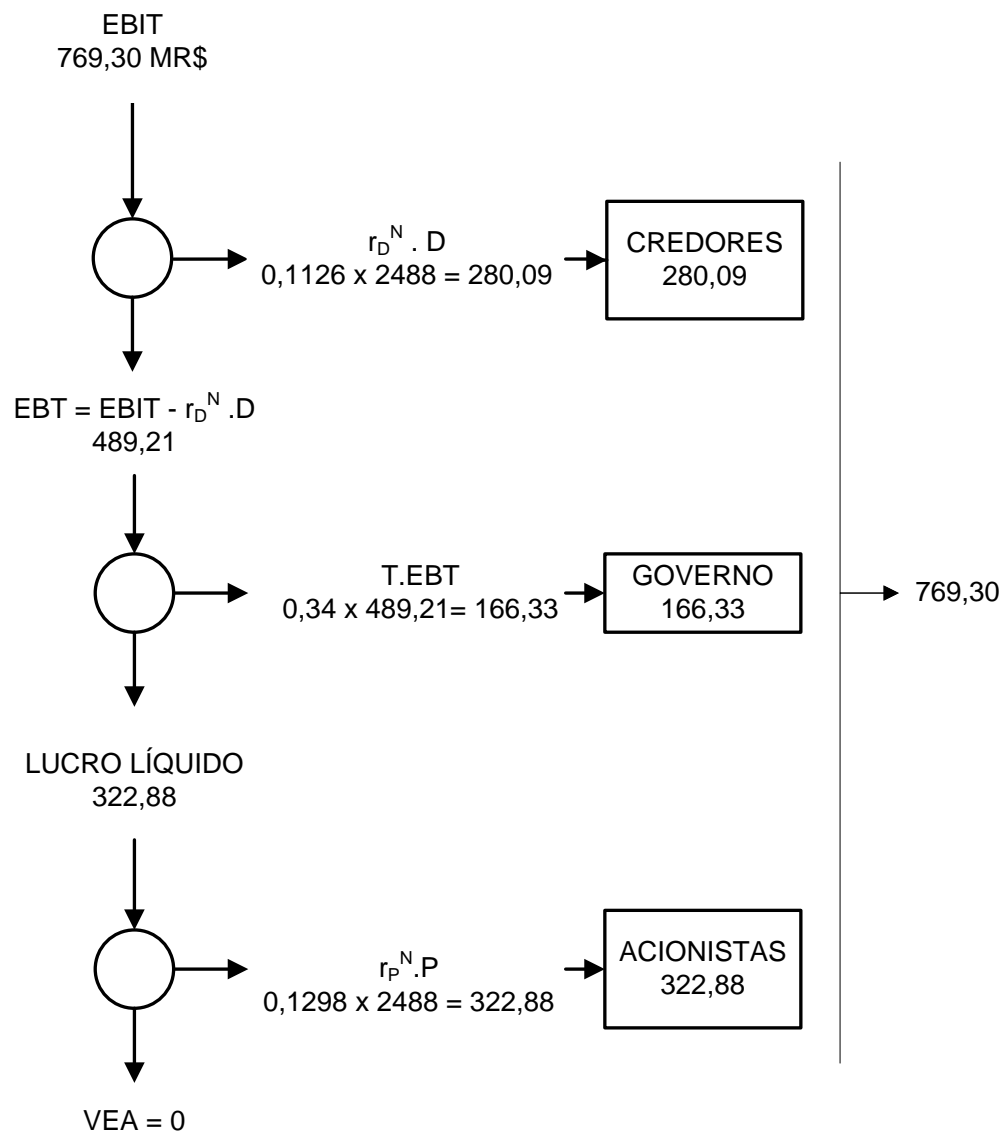 EBIT
769,30 MR$
r_D^N . D
0,1126 x 2488 = 280,09
CREDORES
280,09
EBT = EBIT - r_D^N .D
489,21
T.EBT
0,34 x 489,21= 166,33
GOVERNO
166,33
769,30
LUCRO LÍQUIDO
322,88
r_P^N.P
0,1298 x 2488 = 322,88
ACIONISTAS
322,88
VEA = 0